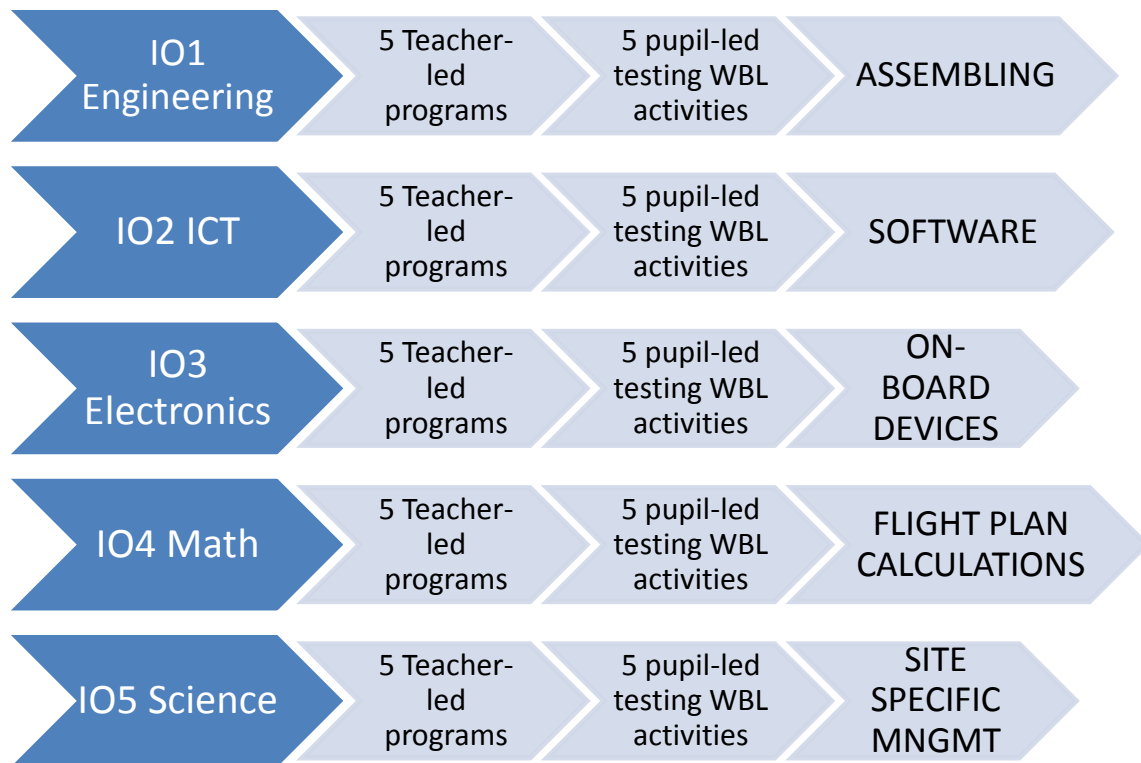 IO1
Engineering
5 Teacher-
led
programs
5 pupil-led
testing WBL
activities
ASSEMBLING
IO2 ICT
5 Teacher-
led
programs
5 pupil-led
testing WBL
activities
SOFTWARE
IO3
Electronics
5 Teacher-
led
programs
5 pupil-led
testing WBL
activities
ON-
BOARD
DEVICES
IO4 Math
5 Teacher-
led
programs
5 pupil-led
testing WBL
activities
FLIGHT PLAN
CALCULATIONS
IO5 Science
5 Teacher-
led
programs
5 pupil-led
testing WBL
activities
SITE
SPECIFIC
MNGMT